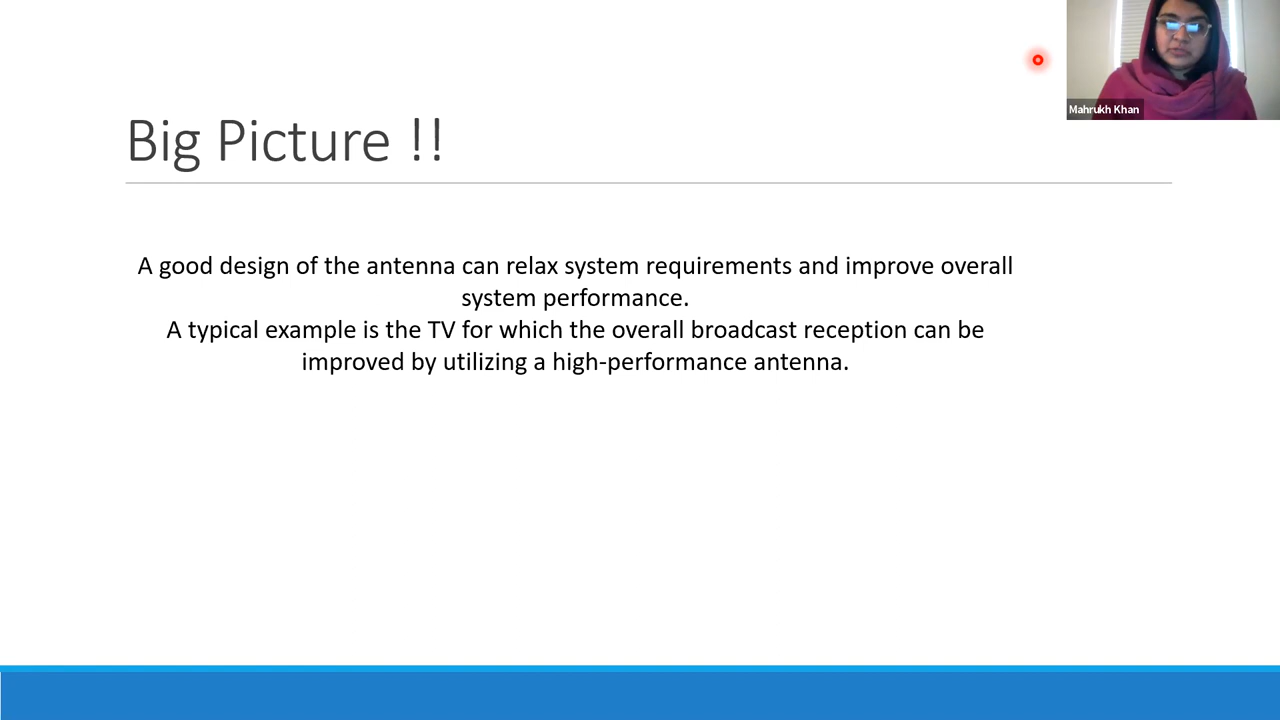 Mahrukh Khan
Big Picture !!
A good design of the antenna can relax system requirements and improve overall
system performance.
A typical example is the TV for which the overall broadcast reception can be
improved by utilizing a high-performance antenna.